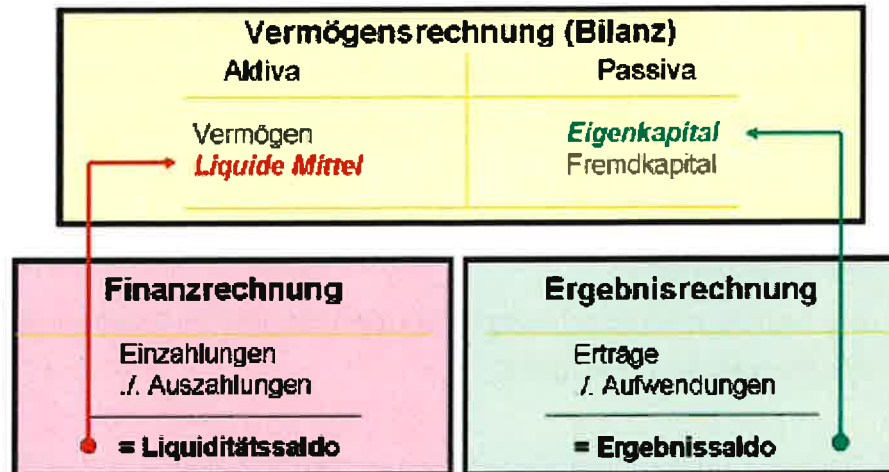 Vermögensrechnung (Bilanz)
Aktiva
Passiva
Vermögen
Liquide Mittel
Eigenkapital
Fremdkapital
Finanzrechnung
Einzahlungen
./. Auszahlungen
= Liquiditätssaldo
Ergebnisrechnung
Erträge
./. Aufwendungen
= Ergebnissaldo